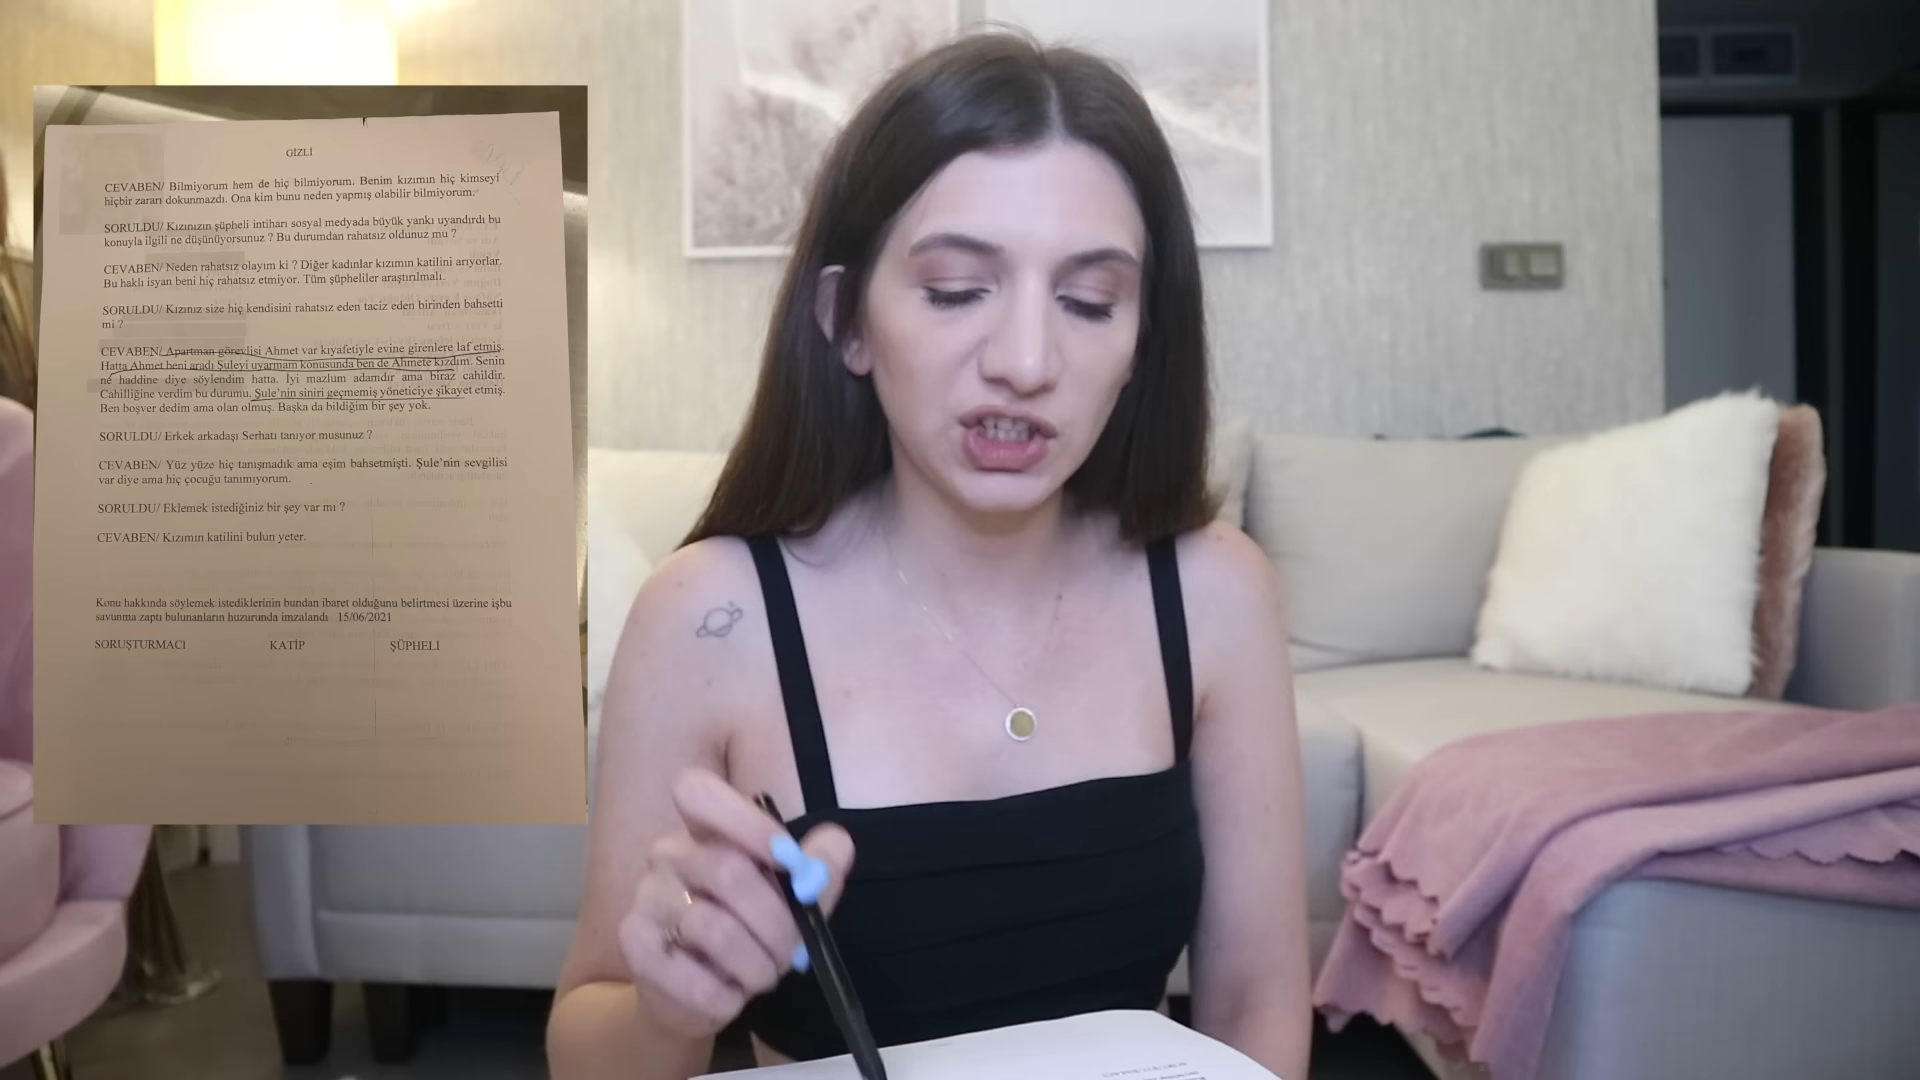 GİZLİ
CEVABEN/ Bilmiyorum hem de hiç bilmiyorum. Benim kızımın hiç kimseyi
hiçbir zararı dokunmazdı. Ona kim bunu neden yapmış olabilir bilmiyorum.
SORULDU/ Kızınızın şüpheli intiharı sosyal medyada büyük yankı uyandırdı bu
konuyla ilgili ne düşünüyorsunuz ? Bu durumdan rahatsız oldunuz mu ?
CEVABEN/ Neden rahatsız olayım ki ? Diğer kadınlar kızımın katilini arıyorlar.
Bu haklı isyan beni hiç rahatsız etmiyor. Tüm şüpheliler araştırılmalı.
SORULDU/ Kızınız size hiç kendisini rahatsız eden taciz eden birinden bahsetti
mi ?
CEVABEN/ Apartman görevlisi Ahmet var kıyafetiyle evine girenlere laf etmiş.
Hatta Ahmet beni aradı Şuleyi uyarmam konusunda ben de Ahmete kızdım. Senin
ne haddine diye söylendim hatta. İyi mazlum adamdır ama biraz cahildir.
Cahilliğine verdim bu durumu. Şule'nin siniri geçmemiş yöneticiye şikayet etmiş.
Ben boşver dedim ama olan olmuş. Başka da bildiğim bir şey yok.
SORULDU/ Erkek arkadaşı Serhatı tanıyor musunuz ?
CEVABEN/ Yüz yüze hiç tanışmadık ama eşim bahsetmişti. Şule'nin sevgilisi
var diye ama hiç çocuğu tanımıyorum.
SORULDU/ Eklemek istediğiniz bir şey var mı ?
CEVABEN/ Kızımın katilini bulun yeter.
Konu hakkında söylemek istediklerinin bundan ibaret olduğunu belirtmesi üzerine işbu
savunma zaptı bulunanların huzurunda imzalandı 15/06/2021
SORUŞTURMACI KATİP ŞÜPHELİ